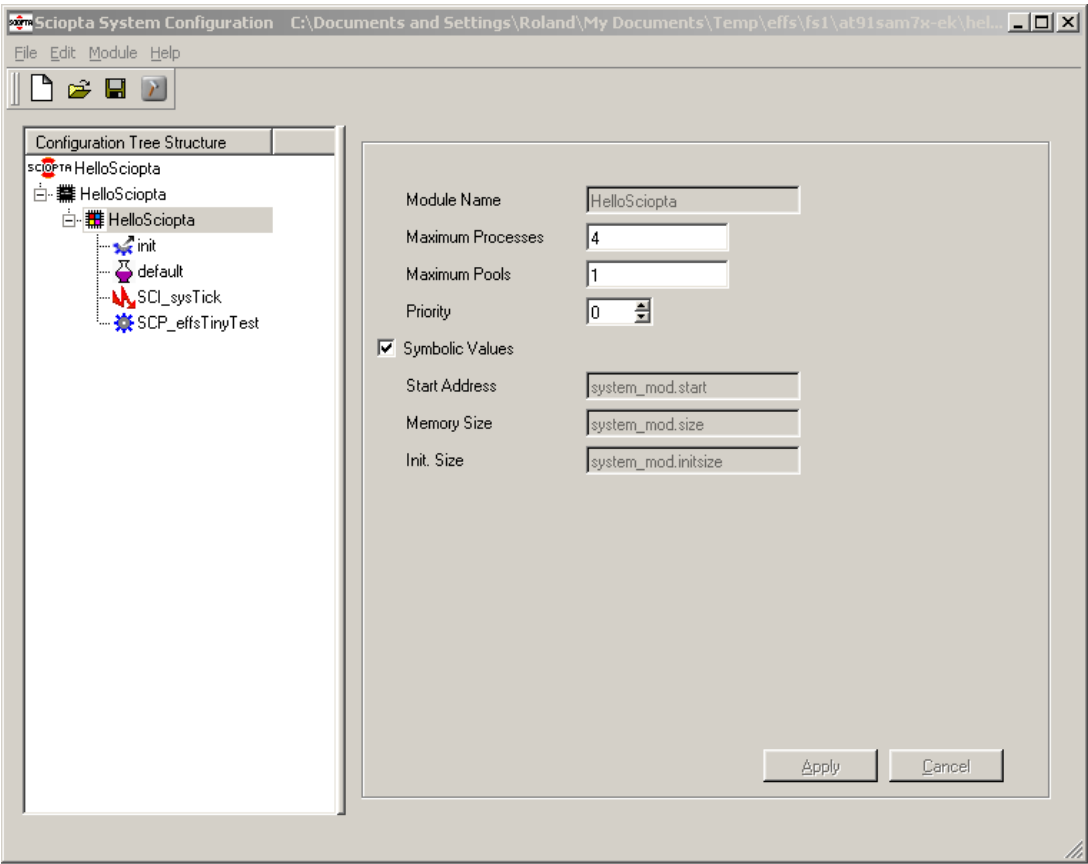 Sciopta System Configuration C:\Documents and Settings\Roland\My Documents\Temp\effs\fs1\at91sam7x-ek\hel...
File Edit Module Help
Configuration Tree Structure
SCIOPTA HelloSciopta
HelloSciopta
HelloSciopta
init
default
SCI_sysTick
SCP_effsTinyTest
Module Name HelloSciopta
Maximum Processes 4
Maximum Pools 1
Priority 0
Symbolic Values
Start Address system_mod.start
Memory Size system_mod.size
Init. Size system_mod.initsize
Apply Cancel